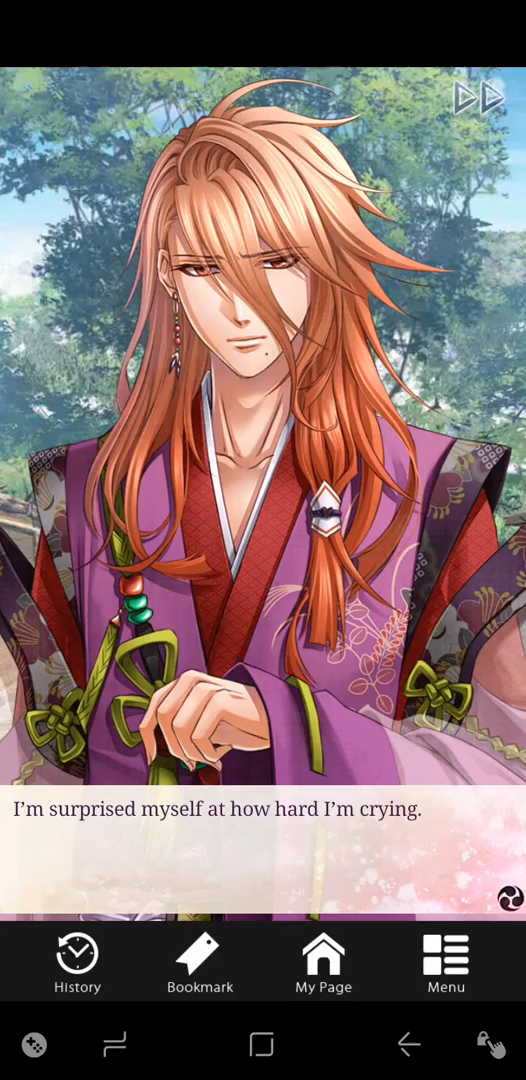 I’m surprised myself at how hard I’m crying.
History
Bookmark
My Page
Menu